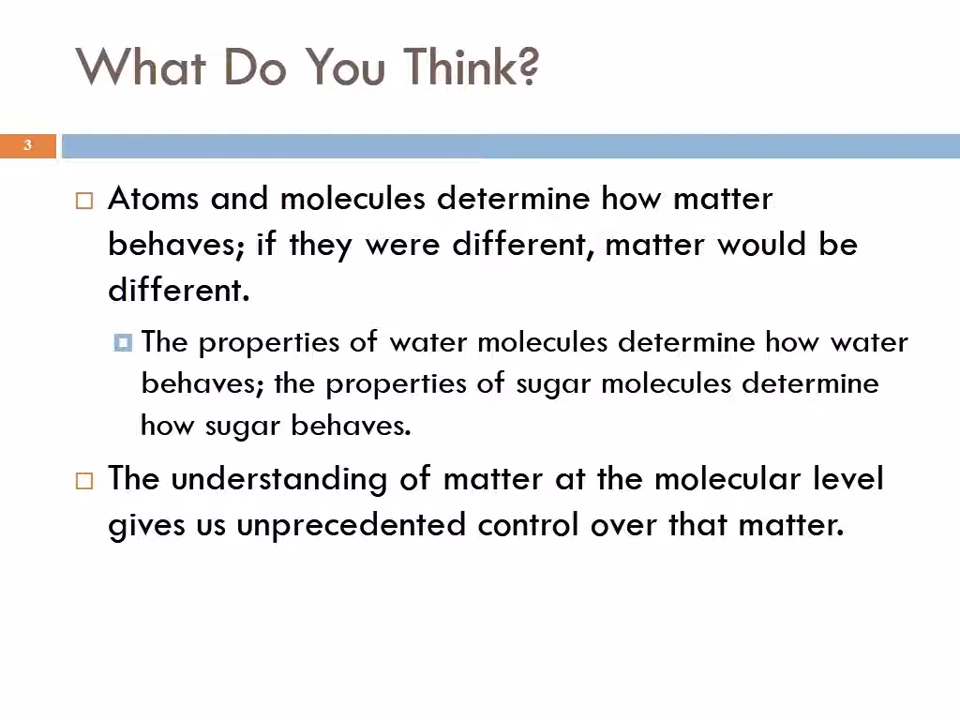 What Do You Think?
3
Atoms and molecules determine how matter
behaves; if they were different, matter would be
different.
The properties of water molecules determine how water
behaves; the properties of sugar molecules determine
how sugar behaves.
The understanding of matter at the molecular level
gives us unprecedented control over that matter.